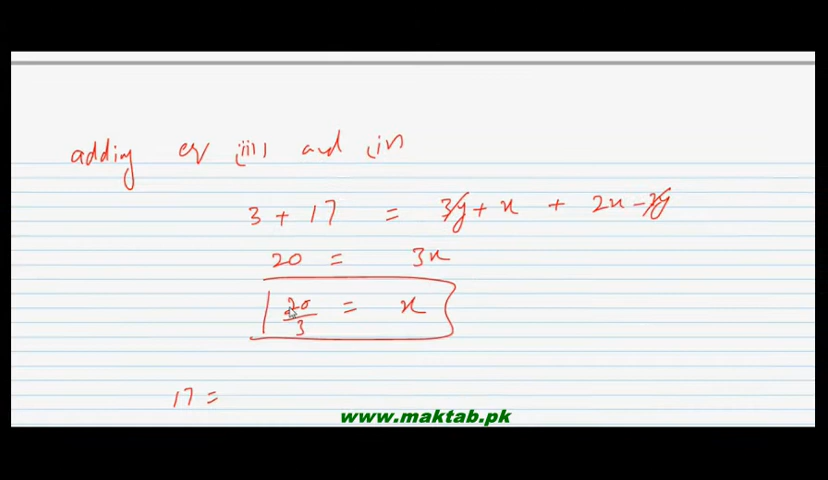 adding eq (iii) and (iv)
3 + 17 = 3y + x + 2x - 3y
20 = 3x
20/3 = x
17 =
www.maktab.pk